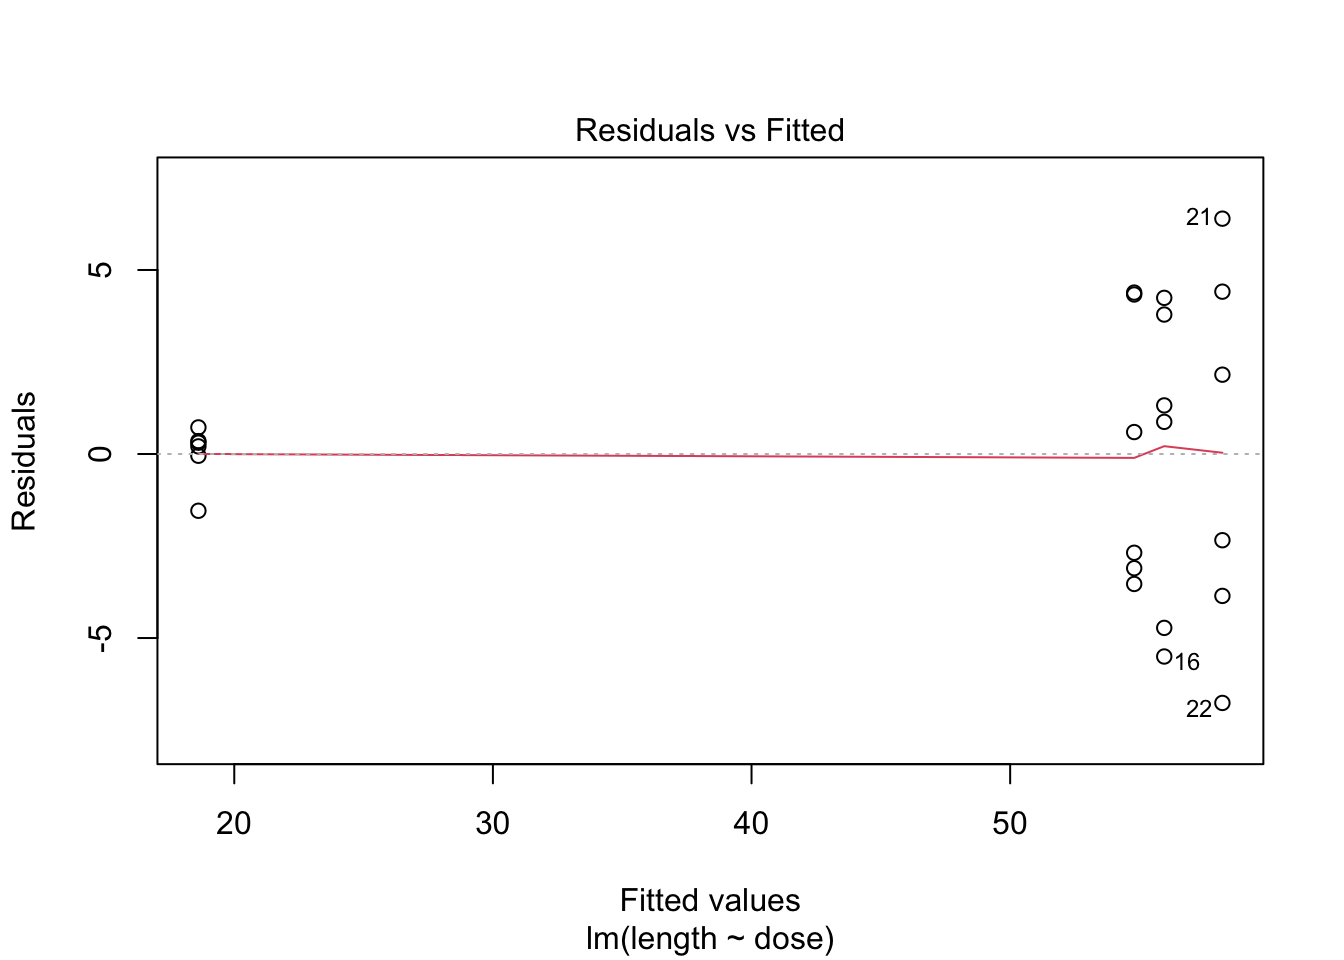 Residuals vs Fitted
Residuals
5
0
-5
21
16
22
20 30 40 50
Fitted values
lm(length ~ dose)